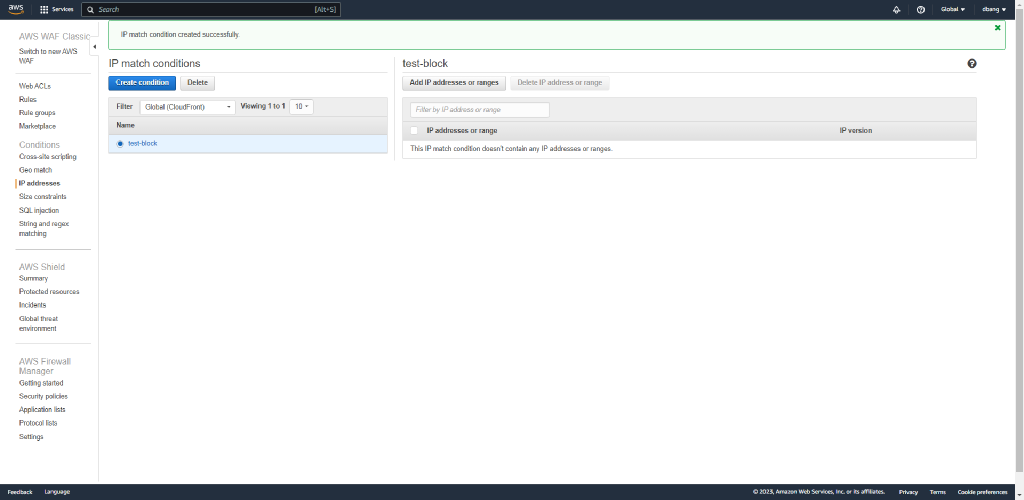 aws
Services
Search
[Alt+S]
Global
dbang
AWS WAF Classic
Switch to new AWS
WAF
Web ACLs
Rules
Rule groups
Marketplace
Conditions
Cross-site scripting
Geo match
IP addresses
Size constraints
SQL injection
String and regex
matching
AWS Shield
Summary
Protected resources
Incidents
Global threat
environment
AWS Firewall
Manager
Getting started
Security policies
Application lists
Protocol lists
Settings
IP match condition created successfully.
IP match conditions
Create condition
Delete
Filter
Global (CloudFront)
Viewing 1 to 1
10
Name
test-block
test-block
Add IP addresses or ranges
Delete IP address or range
Filter by IP address or range
IP addresses or range
IP version
This IP match condition doesn't contain any IP addresses or ranges.
Feedback
Language
© 2023, Amazon Web Services, Inc. or its affiliates.
Privacy
Terms
Cookie preferences